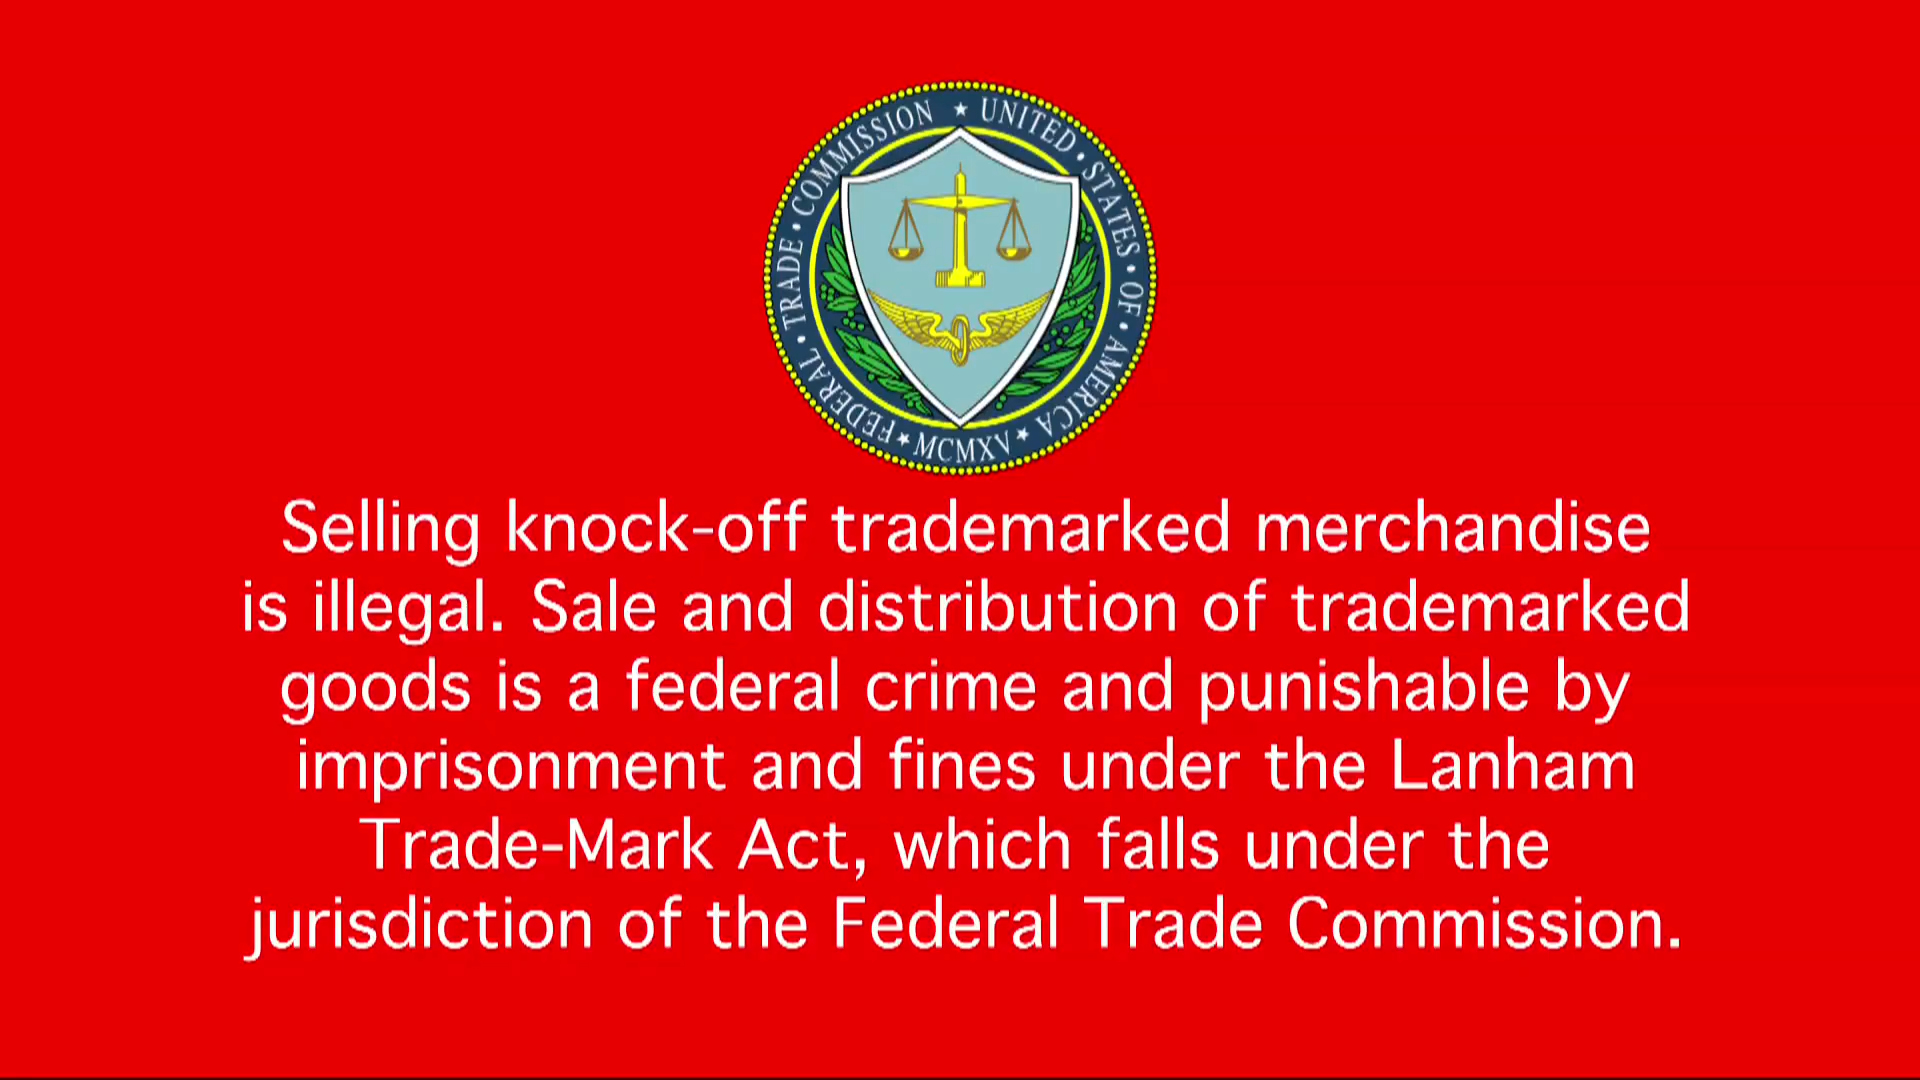 FEDERAL • TRADE • COMMISSION ★ UNITED • STATES • OF • AMERICA ★ MCMXV ★
Selling knock-off trademarked merchandise
is illegal. Sale and distribution of trademarked
goods is a federal crime and punishable by
imprisonment and fines under the Lanham
Trade-Mark Act, which falls under the
jurisdiction of the Federal Trade Commission.